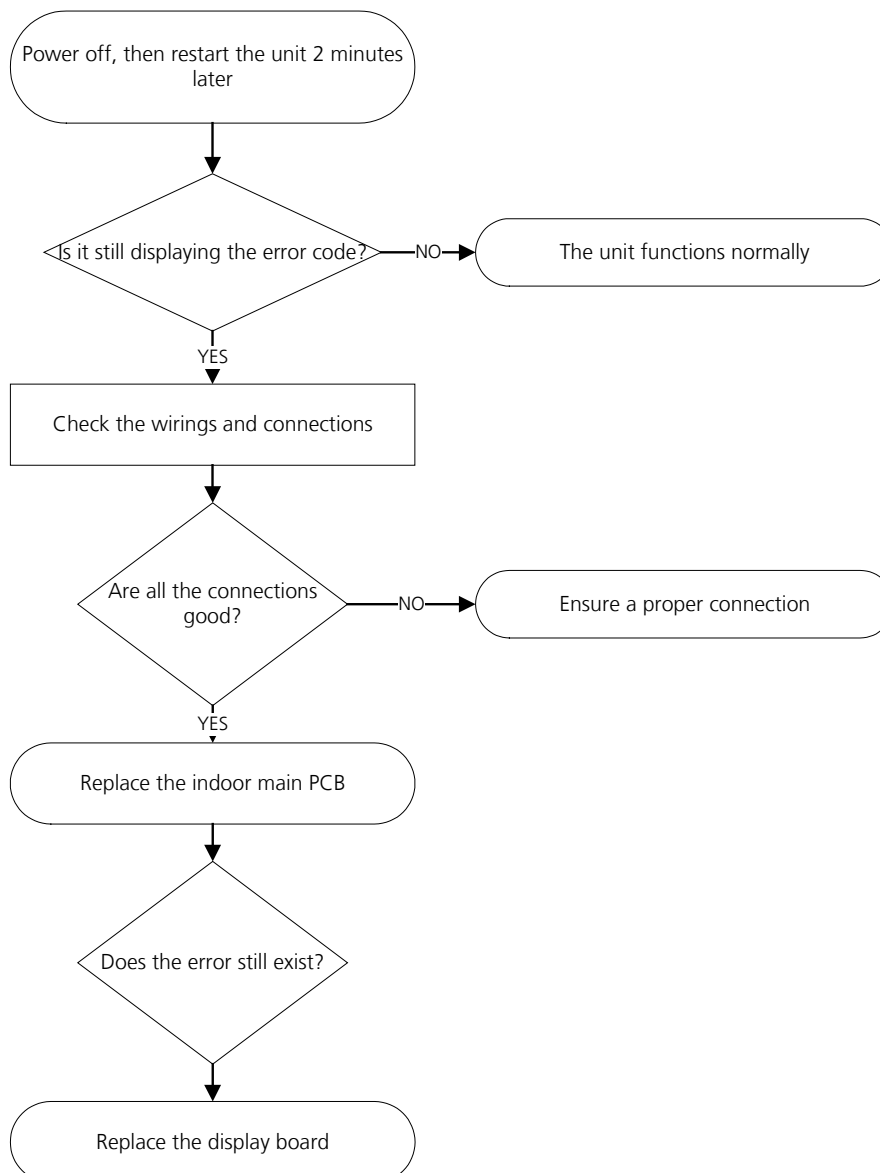 Power off, then restart the unit 2 minutes
later
Is it still displaying the error code?
NO
The unit functions normally
YES
Check the wirings and connections
Are all the connections
good?
NO
Ensure a proper connection
YES
Replace the indoor main PCB
Does the error still exist?
Replace the display board